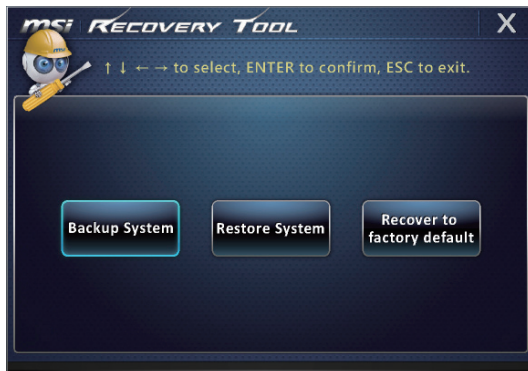 msi Recovery Tool X
↑ ↓ ← → to select, ENTER to confirm, ESC to exit.
Backup System
Restore System
Recover to
factory default